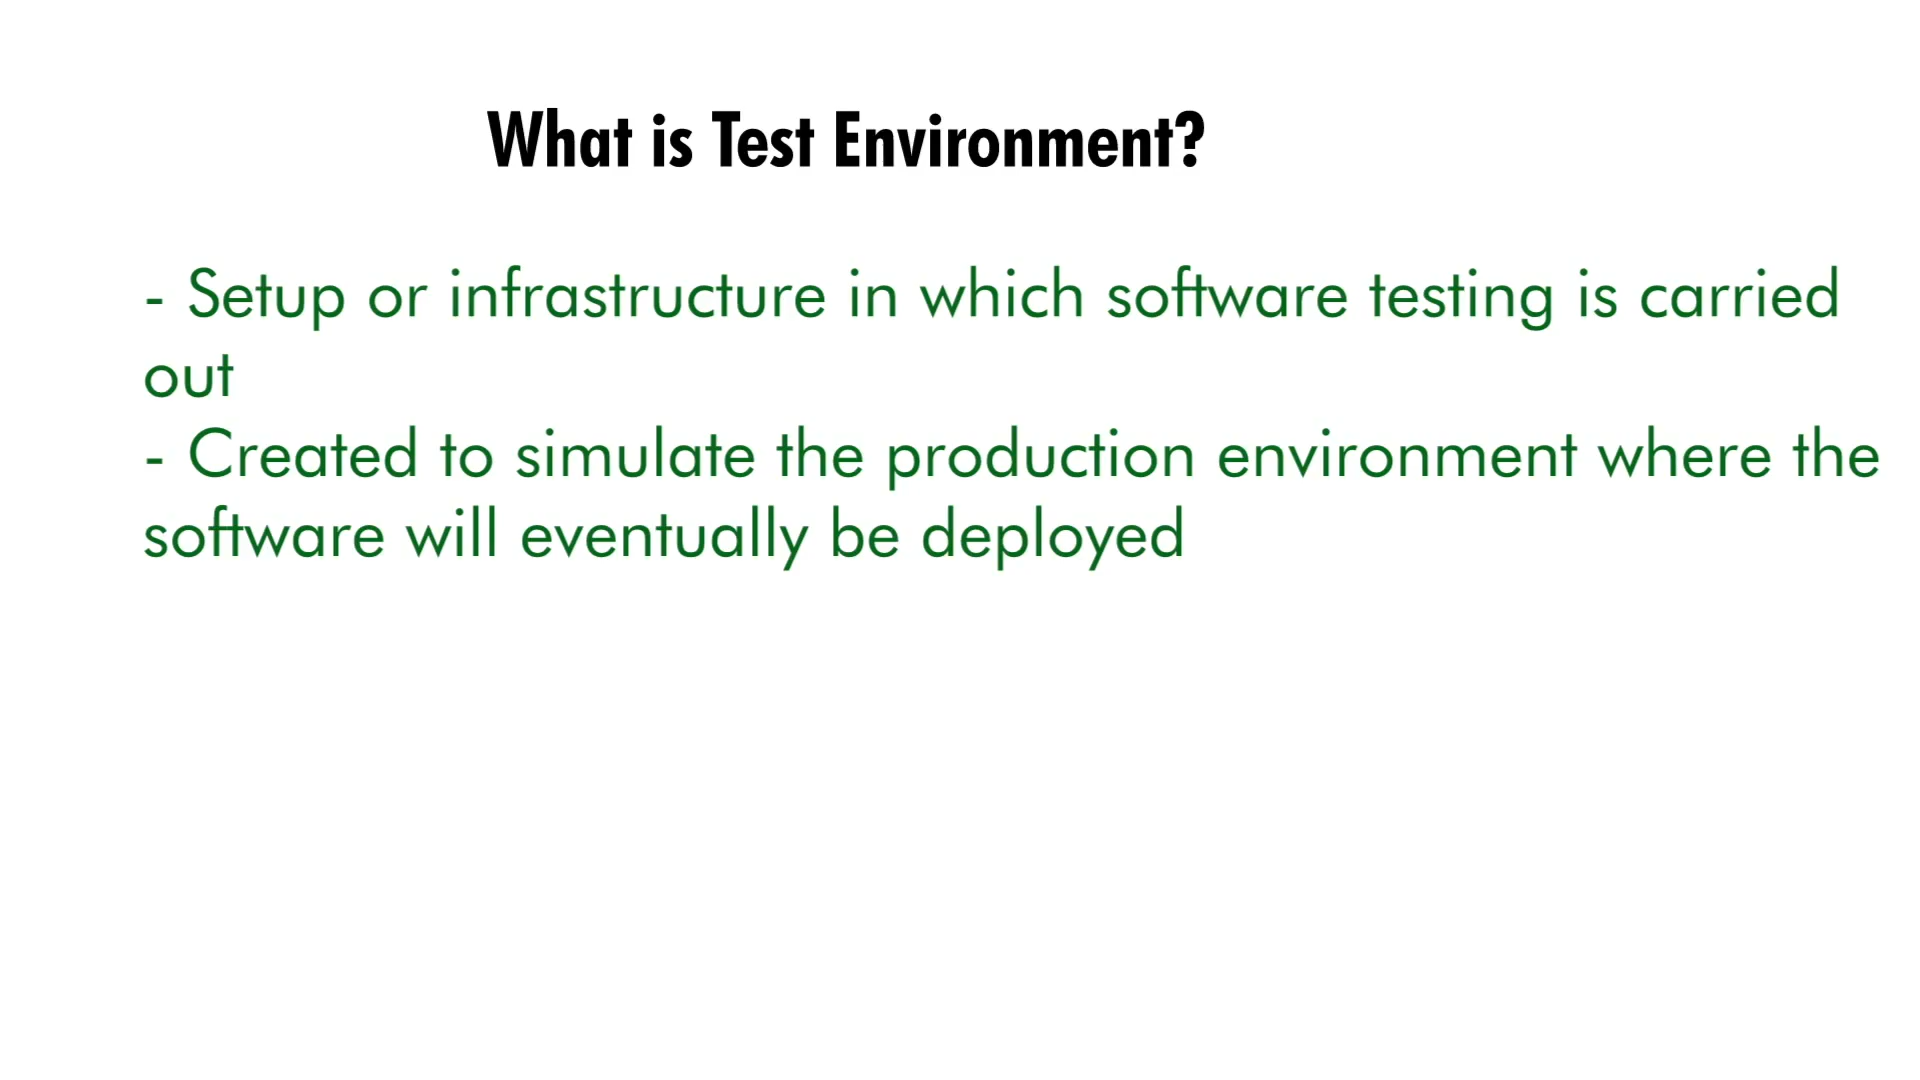 What is Test Environment?
- Setup or infrastructure in which software testing is carried
out
- Created to simulate the production environment where the
software will eventually be deployed